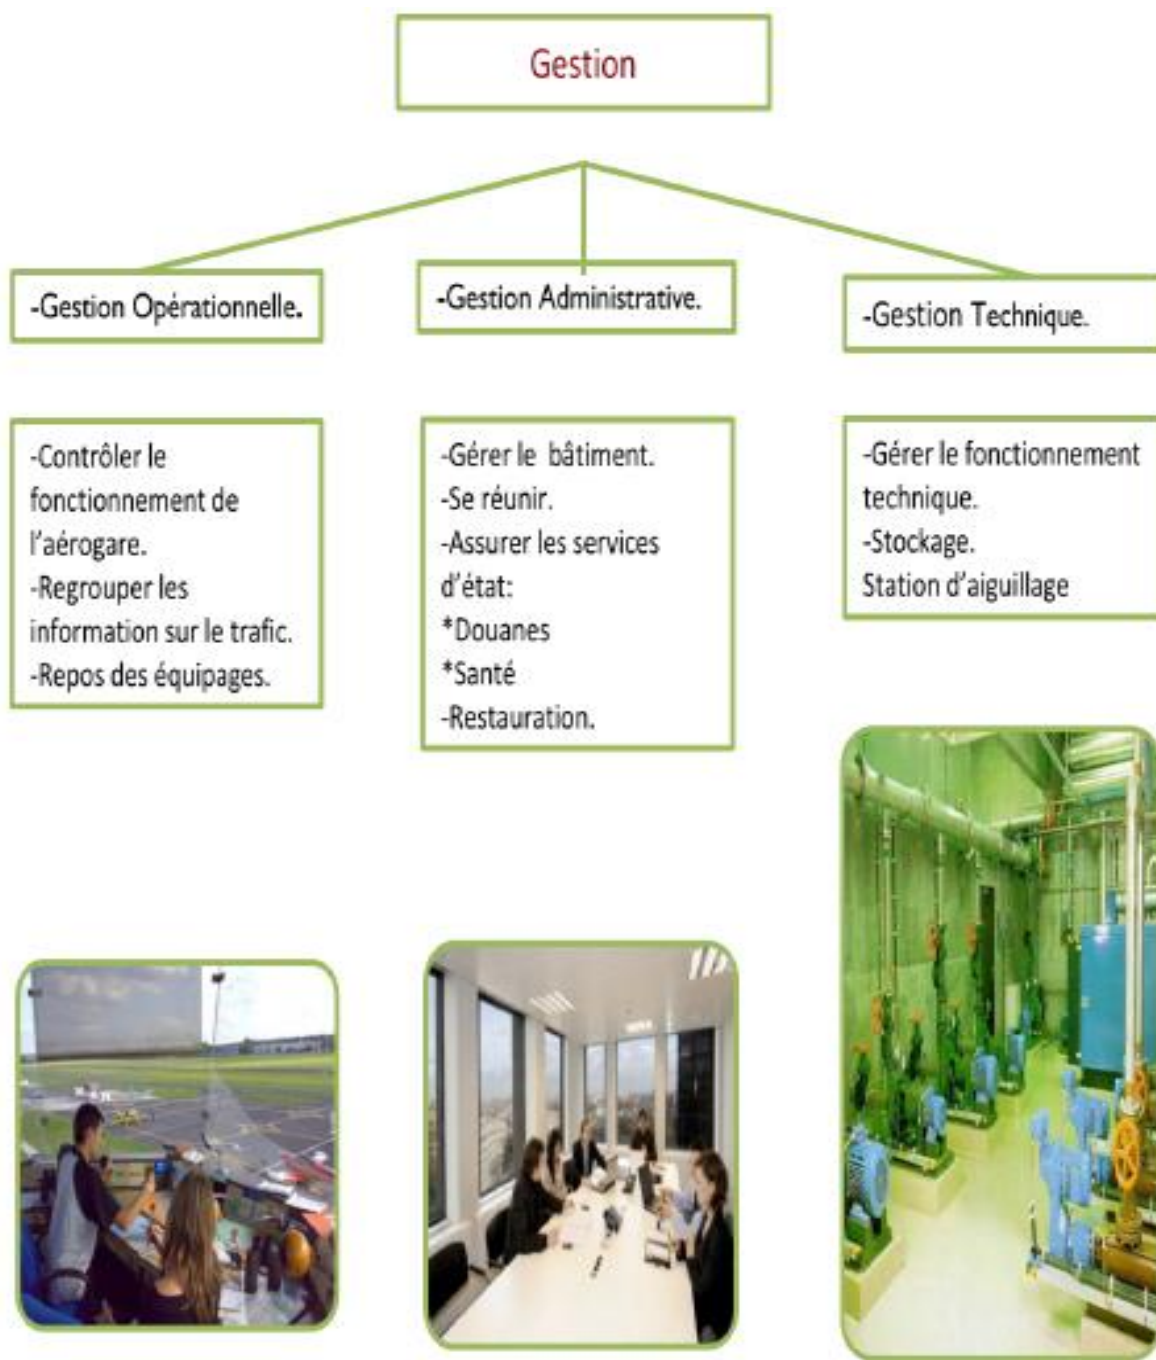 Gestion
-Gestion Opérationnelle.
-Gestion Administrative.
-Gestion Technique.
-Contrôler le
fonctionnement de
l'aérogare.
-Regrouper les
information sur le trafic.
-Repos des équipages.
-Gérer le bâtiment.
-Se réunir.
-Assurer les services
d'état:
*Douanes
*Santé
-Restauration.
-Gérer le fonctionnement
technique.
-Stockage.
Station d'aiguillage